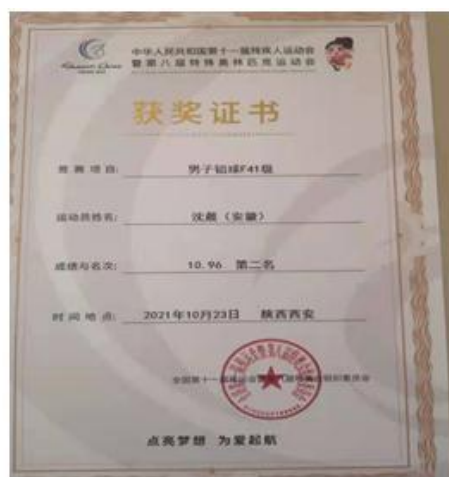 中华人民共和国第十一届残疾人运动会
暨第八届特殊奥林匹克运动会
获奖证书
竞赛项目: 男子铅球F41级
运动员姓名: 沈越（安徽）
成绩与名次: 10.96 第二名
时间地点: 2021年10月23日 陕西西安
点亮梦想 为爱起航